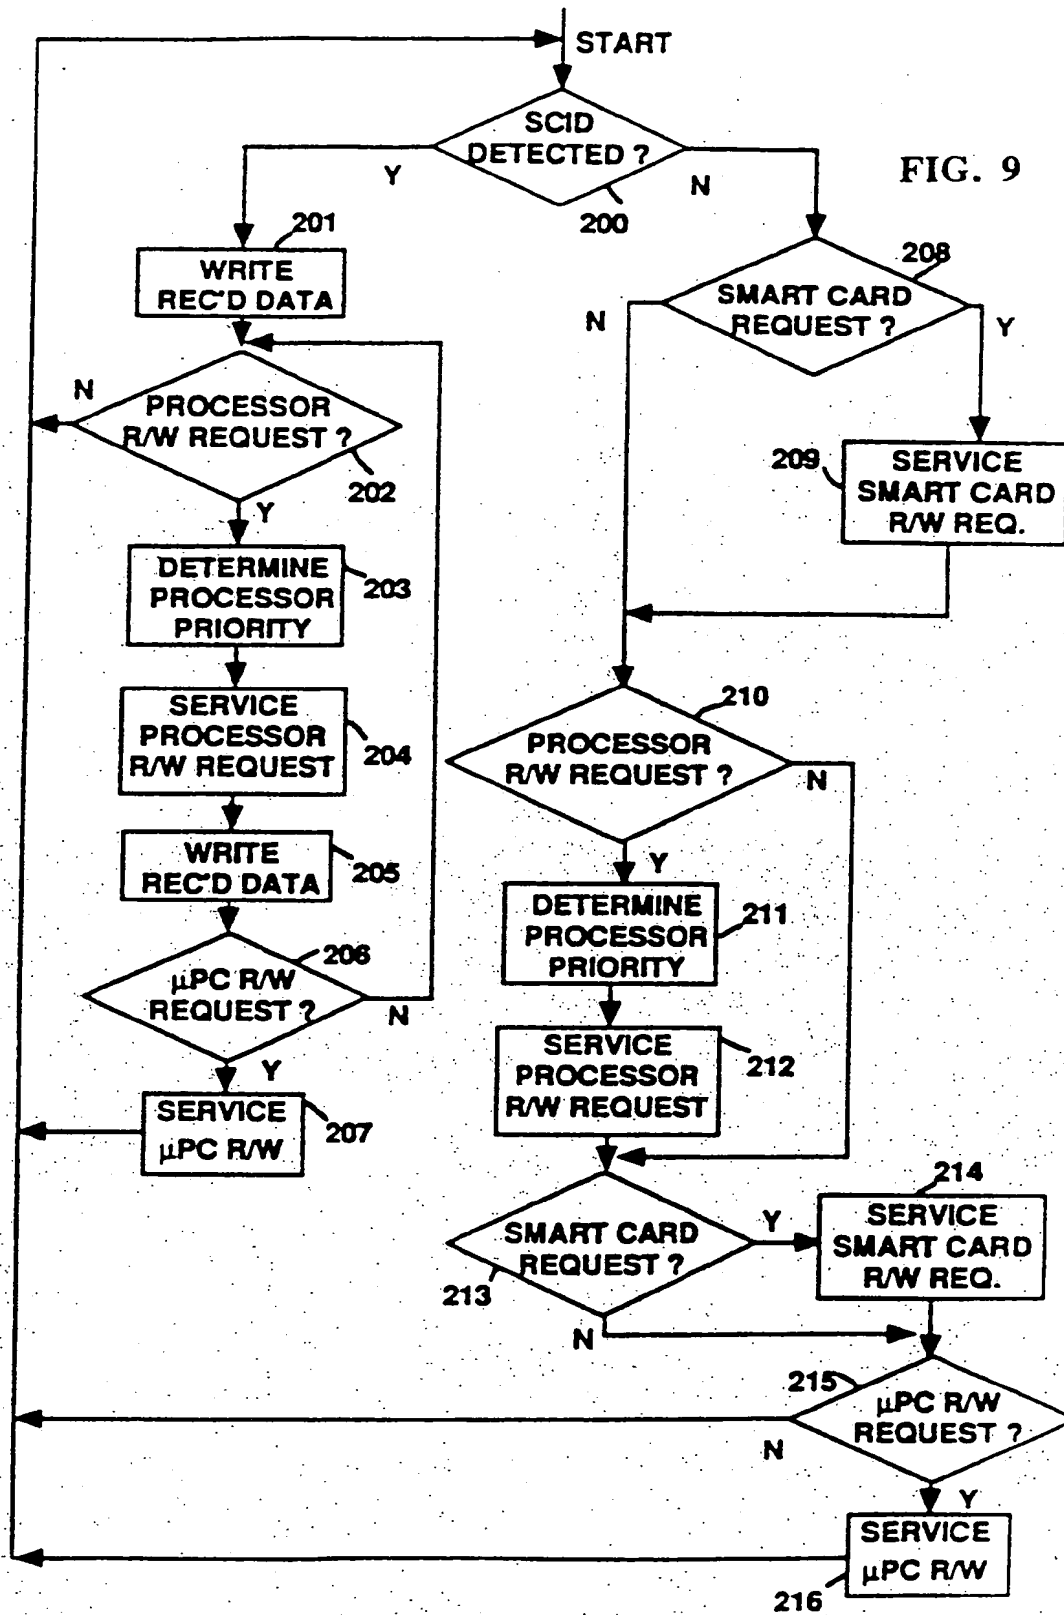 START
SCID
DETECTED ?
Y
N
200
FIG. 9
201
WRITE
REC'D DATA
208
SMART CARD
REQUEST ?
N
Y
N
PROCESSOR
R/W REQUEST ?
202
Y
209
SERVICE
SMART CARD
R/W REQ.
DETERMINE
PROCESSOR
PRIORITY
203
SERVICE
PROCESSOR
R/W REQUEST
204
210
PROCESSOR
R/W REQUEST ?
N
Y
WRITE
REC'D DATA
205
DETERMINE
PROCESSOR
PRIORITY
211
206
µPC R/W
REQUEST ?
N
Y
SERVICE
PROCESSOR
R/W REQUEST
212
SERVICE
µPC R/W
207
SMART CARD
REQUEST ?
213
Y
N
214
SERVICE
SMART CARD
R/W REQ.
215
µPC R/W
REQUEST ?
N
Y
SERVICE
µPC R/W
216